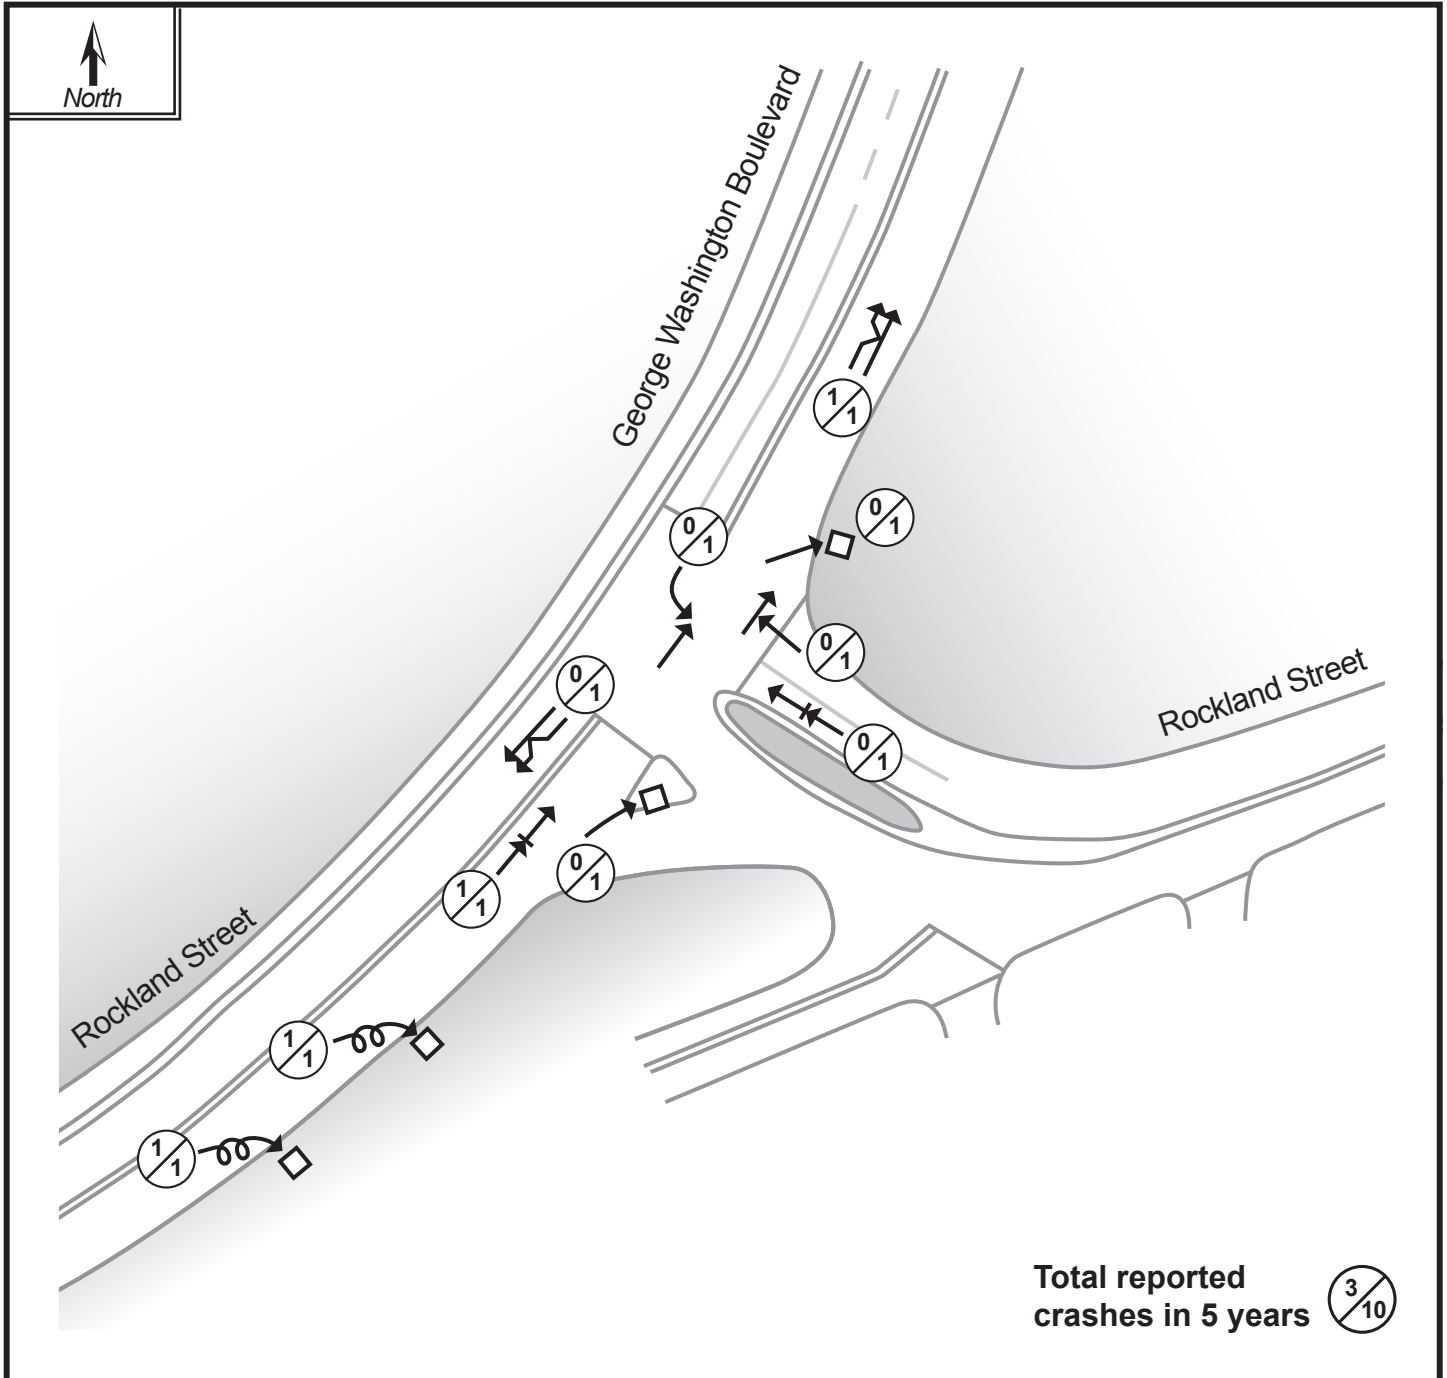 North
George Washington Boulevard
1/1
0/1
0/1
0/1
0/1
Rockland Street
0/1
0/1
1/1
Rockland Street
1/1
1/1
Total reported
crashes in 5 years
3/10